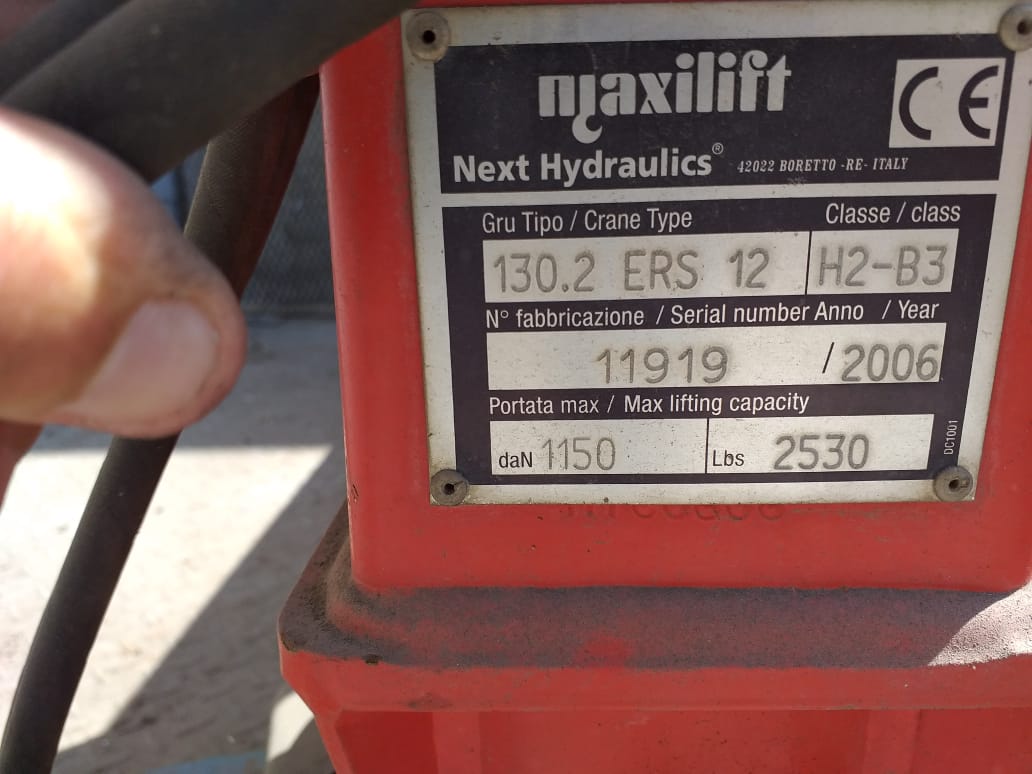 maxilift
CE
Next Hydraulics® 42022 BORETTO -RE- ITALY
Gru Tipo / Crane Type Classe / class
130.2 ERS 12 H2-B3
N° fabbricazione / Serial number Anno / Year
11919 /2006
Portata max / Max lifting capacity
daN 1150 Lbs 2530
DC1001